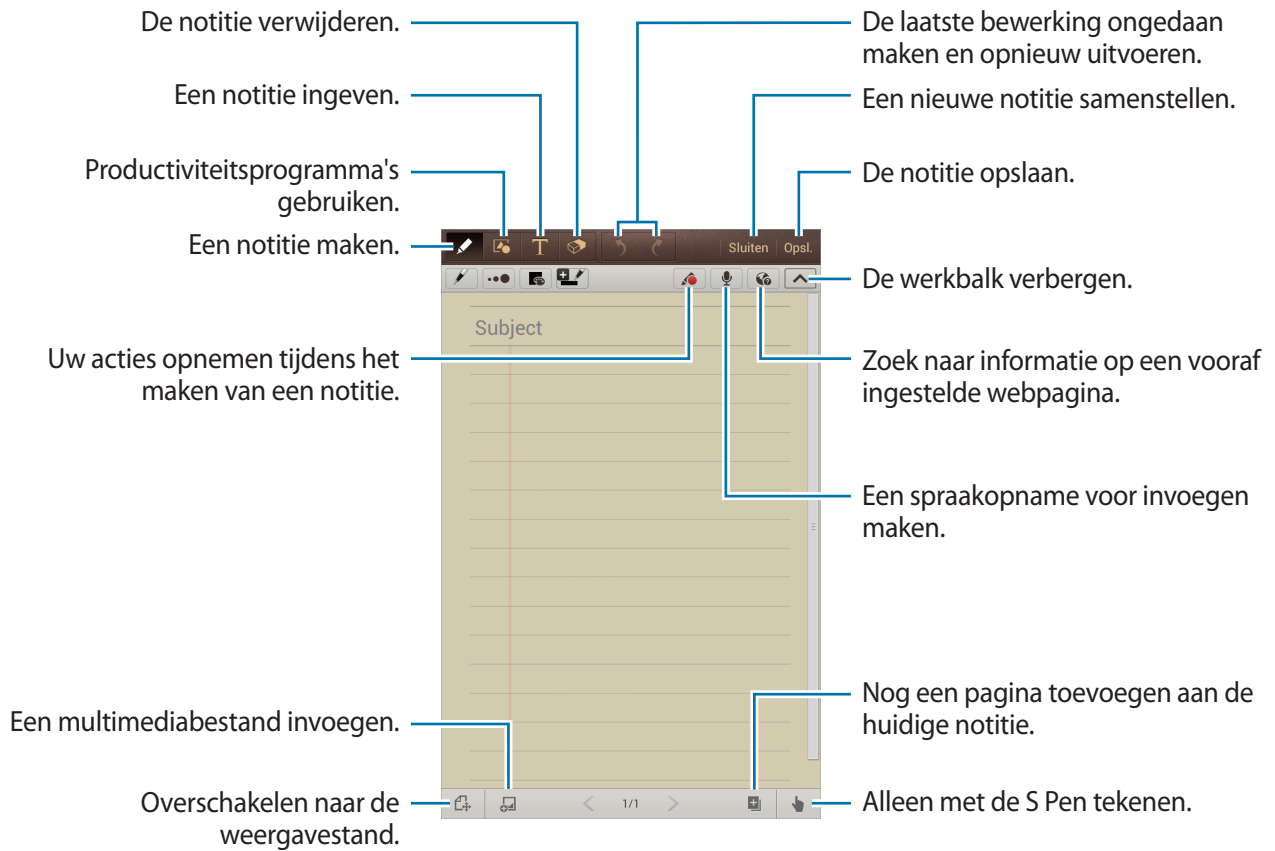 De notitie verwijderen.
Een notitie ingeven.
Productiviteitsprogramma's
gebruiken.
Een notitie maken.
Uw acties opnemen tijdens het
maken van een notitie.
Een multimediabestand invoegen.
Overschakelen naar de
weergavestand.
T
Sluiten
Opsl.
Subject
1/1
De laatste bewerking ongedaan
maken en opnieuw uitvoeren.
Een nieuwe notitie samenstellen.
De notitie opslaan.
De werkbalk verbergen.
Zoek naar informatie op een vooraf
ingestelde webpagina.
Een spraakopname voor invoegen
maken.
Nog een pagina toevoegen aan de
huidige notitie.
Alleen met de S Pen tekenen.